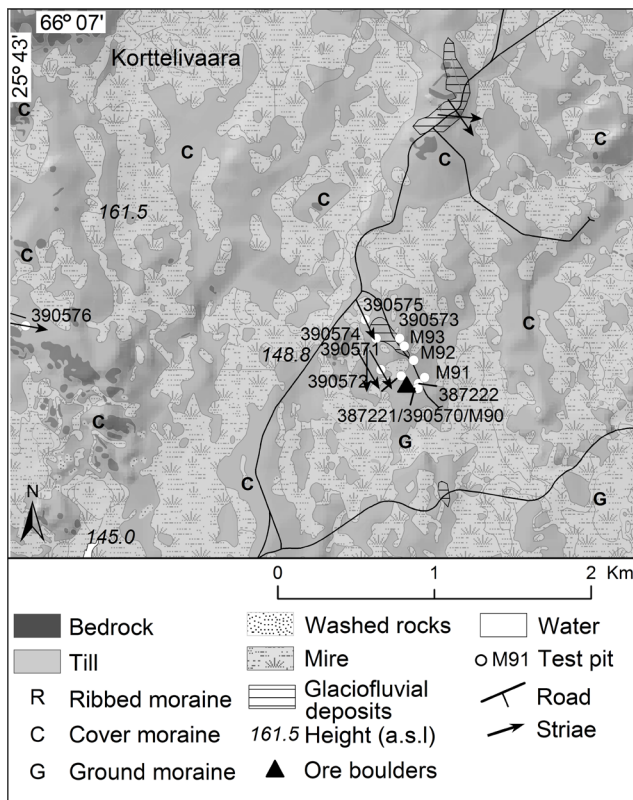 66° 07'
25° 43'
Korttelivaara
C
C
C
C
C
161.5
C
390576
390575
390574
390573
C
390571
M93
148.8
M92
390572
M91
387222
387221/390570/M90
C
G
C
G
N
145.0
0 1 2 Km
Bedrock
Washed rocks
Water
Till
Mire
M91 Test pit
R Ribbed moraine
Glaciofluvial
deposits
Road
C Cover moraine
161.5 Height (a.s.l)
Striae
G Ground moraine
Ore boulders